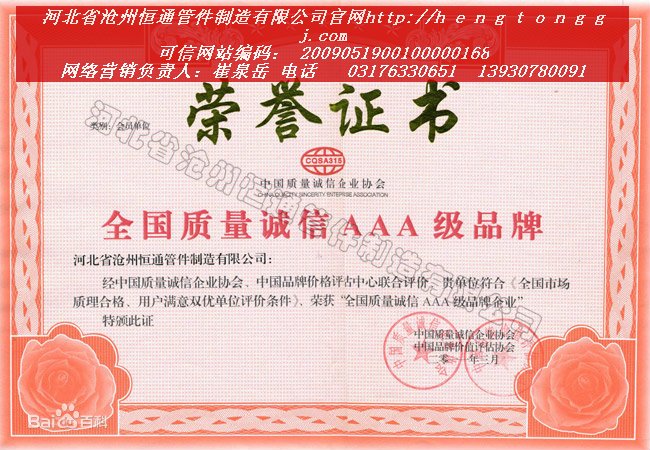 河北省沧州恒通管件制造有限公司官网http://hengtongg
j.com
可信网站编码： 2009051900100000168
网络营销负责人：崔泉岳 电话 03176330651 13930780091
荣誉证书
类别：会员单位
CQSA315
中国质量诚信企业协会
CHINA QUALITY SINCERITY ENTEPRISE ASSOCIATION
全国质量诚信AAA级品牌
河北省沧州恒通管件制造有限公司：
经中国质量诚信企业协会、中国品牌价格评估中心联合评价，贵单位符合《全国市场
质理合格、用户满意双优单位评价条件》，荣获“全国质量诚信AAA级品牌企业”
特颁此证
中国质量诚信企业协会
中国品牌价值评估协会
年三月
河北省沧州恒通管件制造有限公司
Bai百科